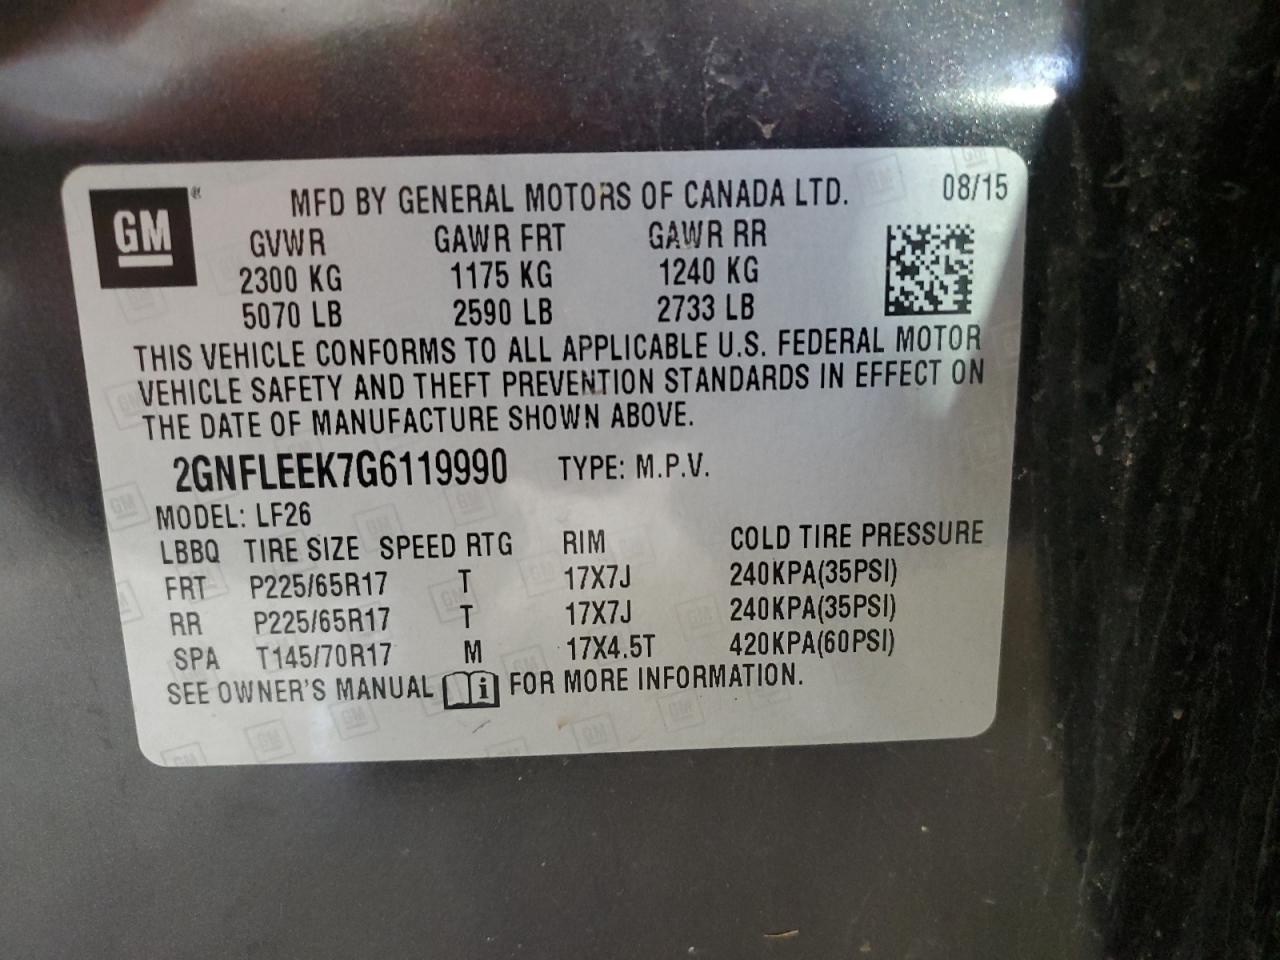 GM® MFD BY GENERAL MOTORS OF CANADA LTD. 08/15
GVWR GAWR FRT GAWR RR
2300 KG 1175 KG 1240 KG
5070 LB 2590 LB 2733 LB
THIS VEHICLE CONFORMS TO ALL APPLICABLE U.S. FEDERAL MOTOR
VEHICLE SAFETY AND THEFT PREVENTION STANDARDS IN EFFECT ON
THE DATE OF MANUFACTURE SHOWN ABOVE.
2GNFLEEK7G6119990 TYPE: M.P.V.
MODEL: LF26
LBBQ TIRE SIZE SPEED RTG RIM COLD TIRE PRESSURE
FRT P225/65R17 T 17X7J 240KPA(35PSI)
RR P225/65R17 T 17X7J 240KPA(35PSI)
SPA T145/70R17 M 17X4.5T 420KPA(60PSI)
SEE OWNER'S MANUAL i FOR MORE INFORMATION.